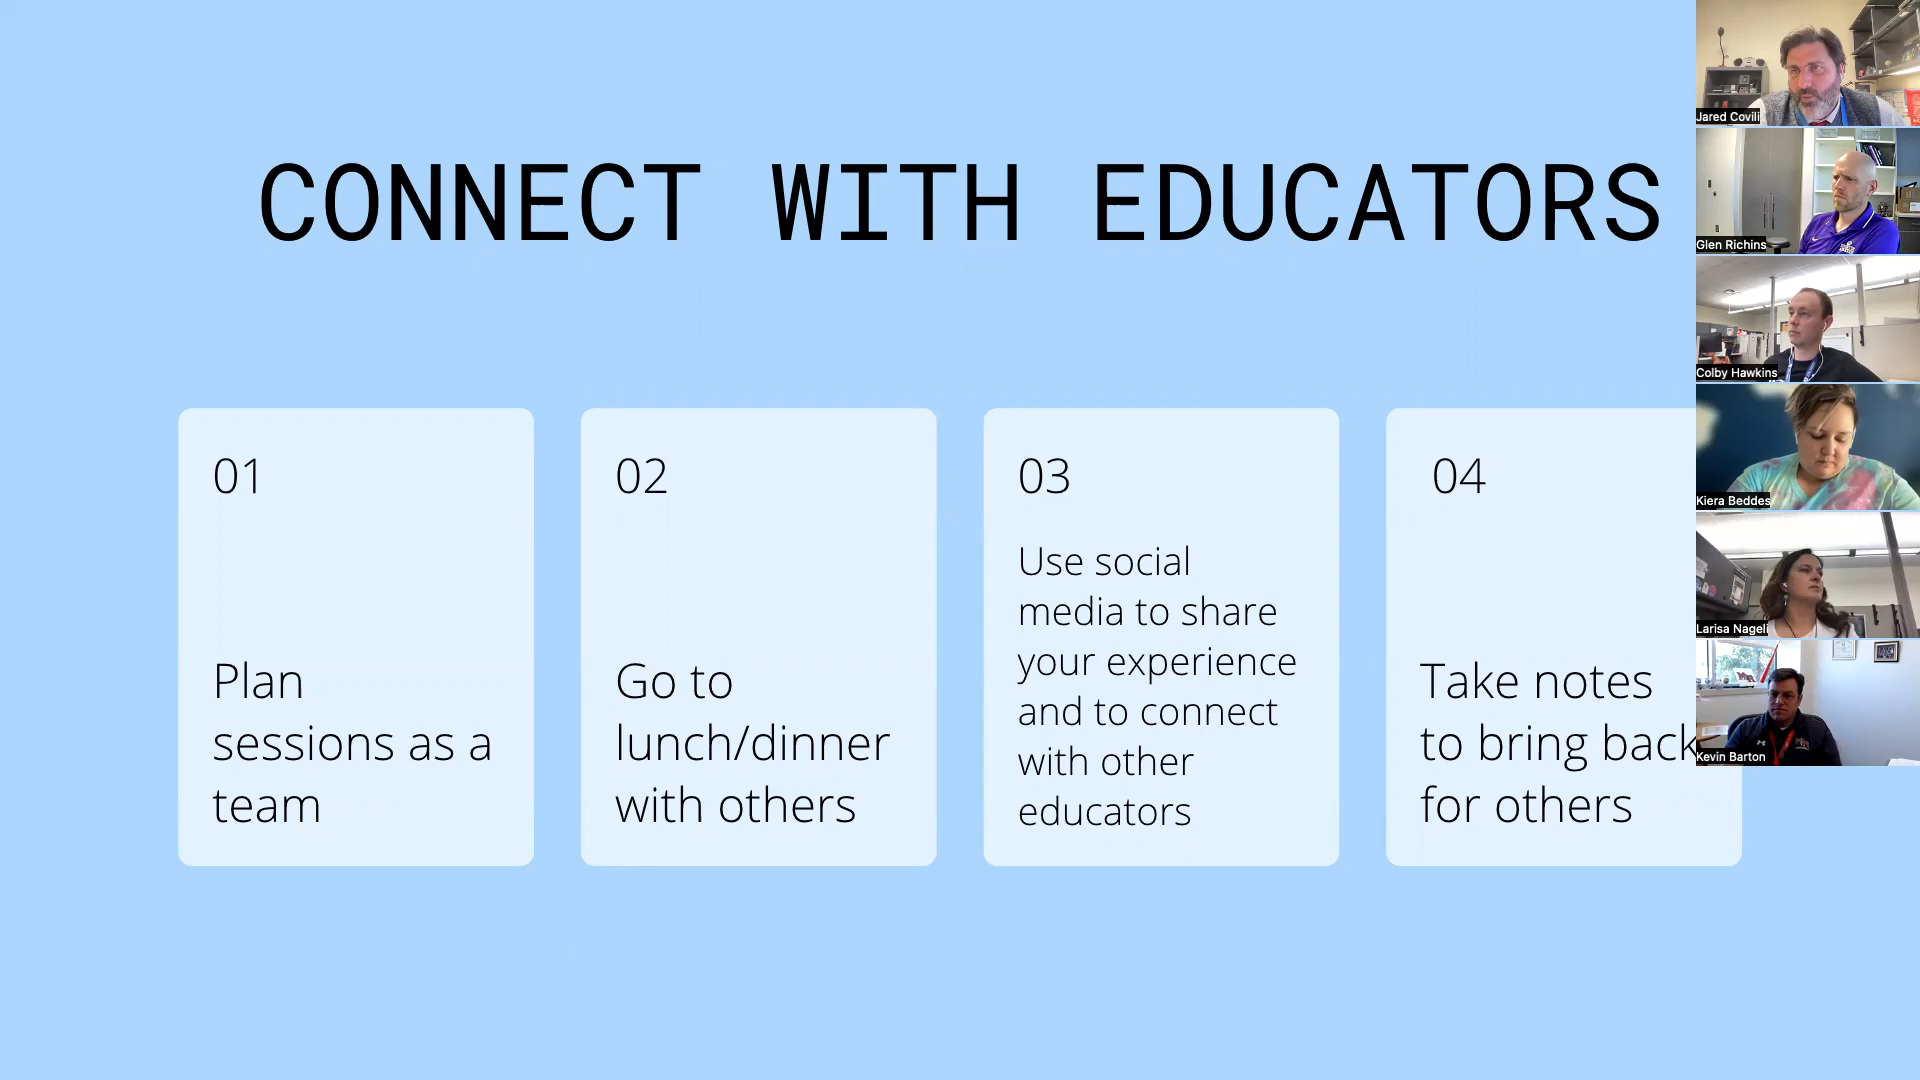 CONNECT WITH EDUCATORS
01
Plan
sessions as a
team
02
Go to
lunch/dinner
with others
03
Use social
media to share
your experience
and to connect
with other
educators
04
Take notes
to bring back
for others
Jared Covili
Glen Richins
Colby Hawkins
Kiera Beddes
Larisa Nageli
Kevin Barton